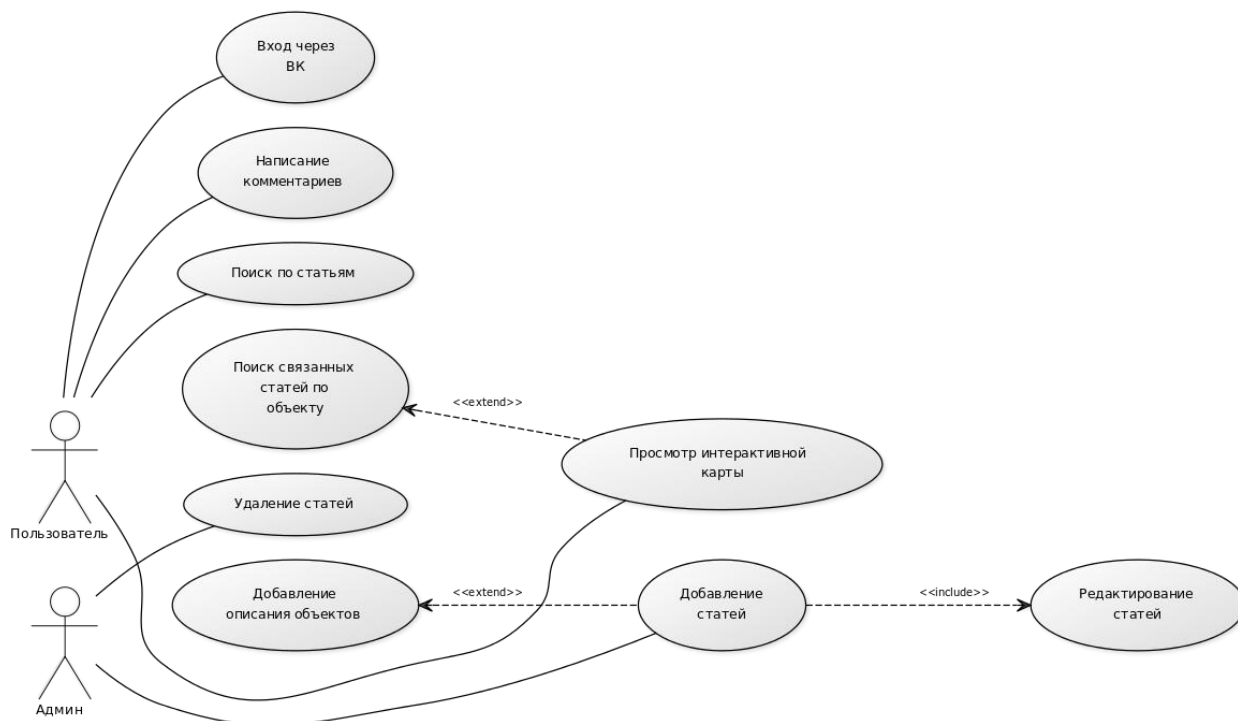 Вход через
ВК
Написание
комментариев
Поиск по статьям
Поиск связанных
статей по
объекту
<<extend>>
Просмотр интерактивной
карты
Удаление статей
Пользователь
Добавление
описания объектов
<<extend>>
Добавление
статей
<<include>>
Редактирование
статей
Админ